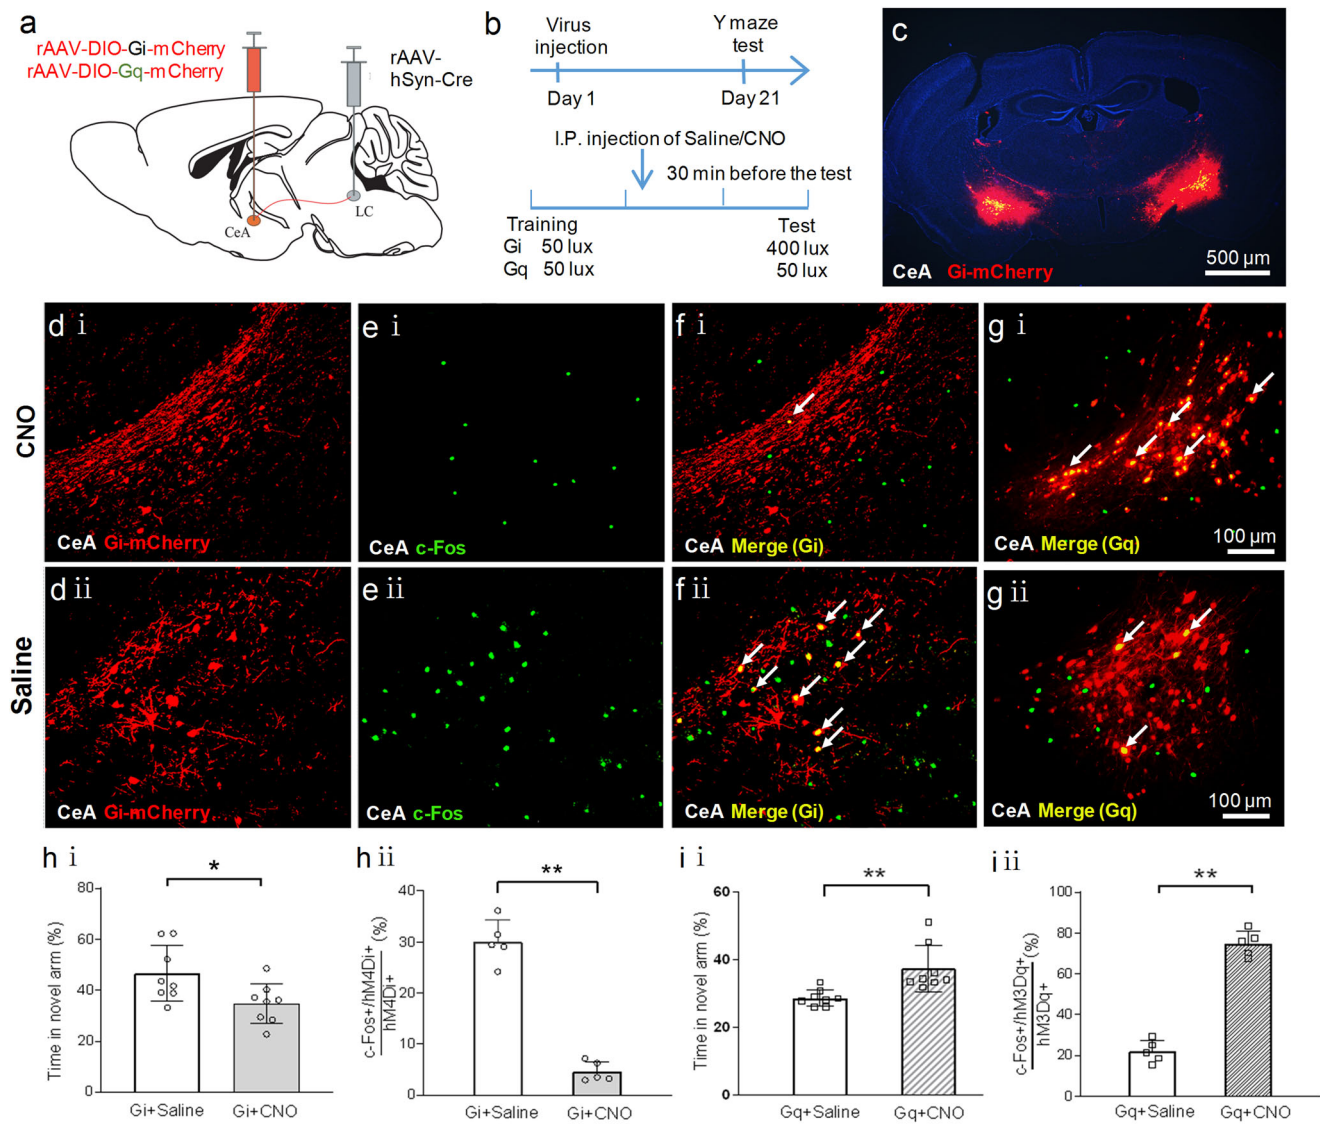 a
rAAV-DIO-Gi-mCherry
rAAV-DIO-Gq-mCherry
rAAV-
hSyn-Cre
CeA
LC
b
Virus
injection
Y maze
test
Day 1
Day 21
I.P. injection of Saline/CNO
30 min before the test
Training
Test
Gi 50 lux
400 lux
Gq 50 lux
50 lux
c
CeA Gi-mCherry
500 µm
CNO
d i
CeA Gi-mCherry
e i
CeA c-Fos
f i
CeA Merge (Gi)
g i
CeA Merge (Gq)
100 µm
Saline
d ii
CeA Gi-mCherry
e ii
CeA c-Fos
f ii
CeA Merge (Gi)
g ii
CeA Merge (Gq)
100 µm
h i
*
Time in novel arm (%)
80
60
40
20
0
Gi+Saline
Gi+CNO
h ii
**
c-Fos+/hM4Di+
hM4Di+
(%)
40
30
20
10
0
Gi+Saline
Gi+CNO
i i
**
Time in novel arm (%)
60
40
20
0
Gq+Saline
Gq+CNO
i ii
**
c-Fos+/hM3Dq+
hM3Dq+
(%)
100
80
60
40
20
0
Gq+Saline
Gq+CNO